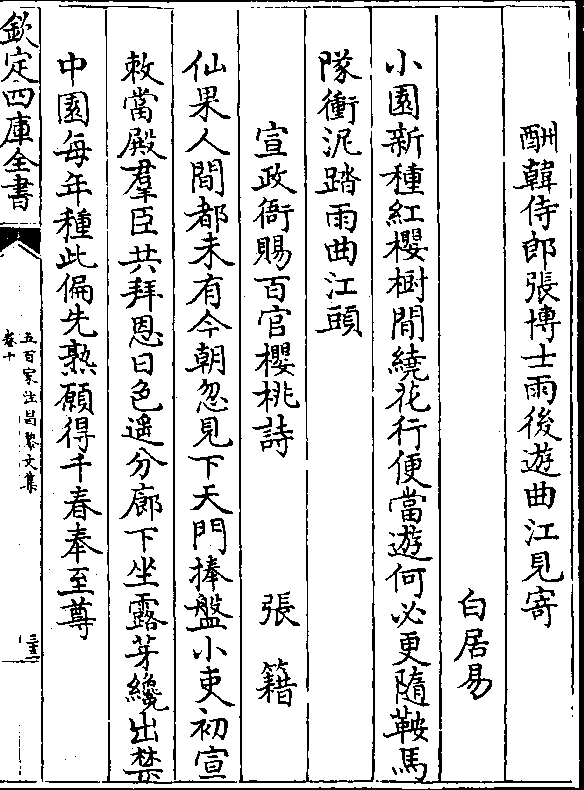 酬韓侍郎張博士雨後遊曲江見寄
白居易
小園新種紅櫻樹閒繞花行便當遊何必更隨鞍馬
隊衝泥踏雨曲江頭
宣政衙賜百官櫻桃詩　張籍
仙果人間都未有今朝忽見下天門捧盤小吏初宣
敕當殿羣臣共拜恩日色遙分廊下坐露芽纔出禁
中園每年種此偏先熟願得千春奉至尊
欽定四庫全書
五百家注昌黎文集
卷十